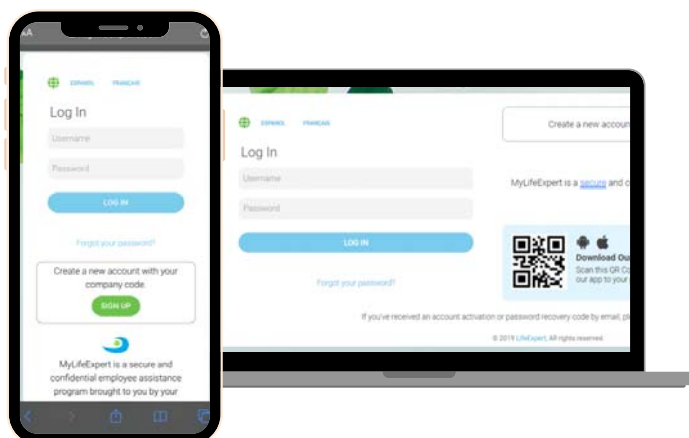 AA
ESPAÑOL FRANÇAIS
Log In
Username
Password
LOG IN
Forgot your password?
Create a new account with your
company code.
SIGN UP
MyLifeExpert is a secure and
confidential employee assistance
program brought to you by your
ESPAÑOL FRANÇAIS
Log In
Username
Password
LOG IN
Forgot your password?
Create a new accoun
MyLifeExpert is a secure and c
Download Ou
Scan this QR Co
our app to your
If you've received an account activation or password recovery code by email, pl
© 2019 LifeExpert, All rights reserved.